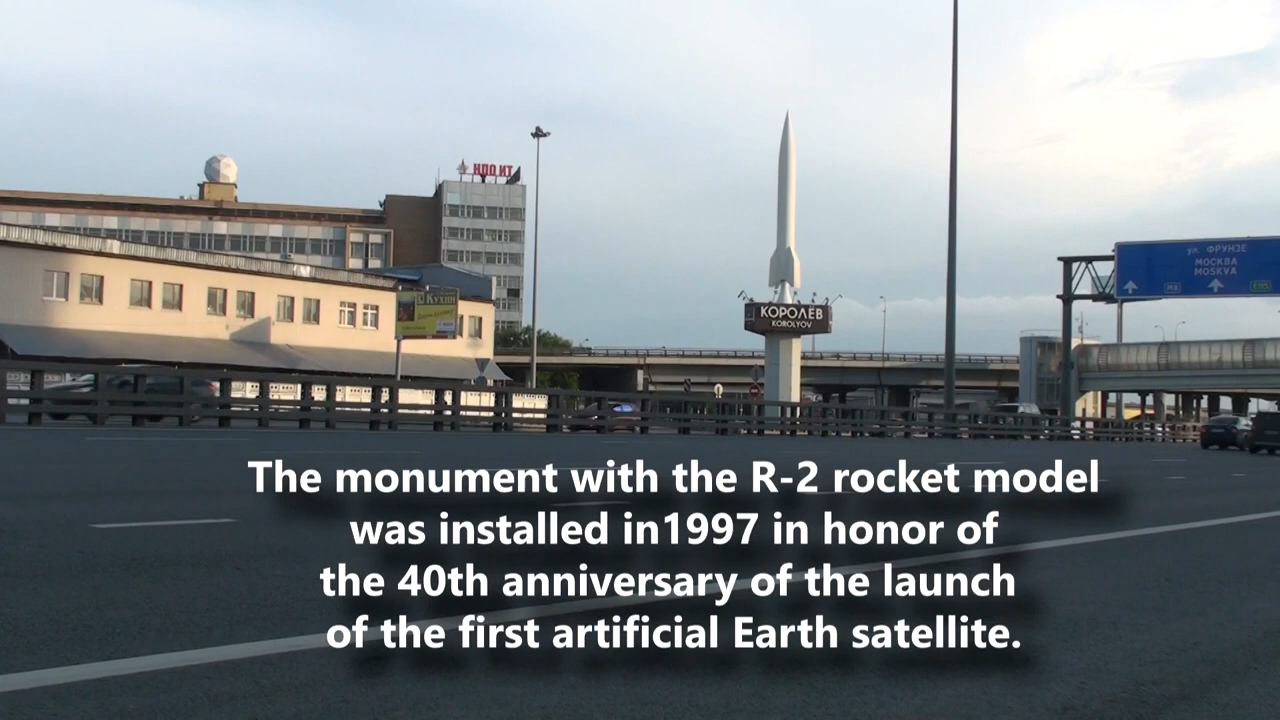 НПО ИТ
КУХНИ
КОРОЛЁВ
KOROLYOV
ул. ФРУНЗЕ
МОСКВА
MOSKVA
M8
The monument with the R-2 rocket model
was installed in1997 in honor of
the 40th anniversary of the launch
of the first artificial Earth satellite.